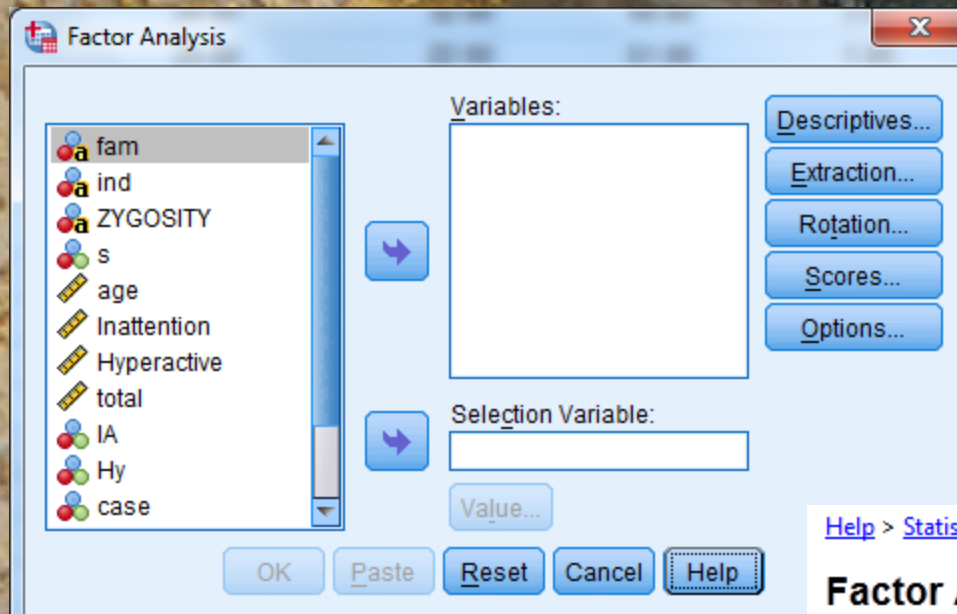 Factor Analysis
fam
ind
ZYGOSITY
s
age
Inattention
Hyperactive
total
IA
Hy
case
Variables:
Selection Variable:
Value...
Descriptives...
Extraction...
Rotation...
Scores...
Options...
OK
Paste
Reset
Cancel
Help
Help > Statis
Factor